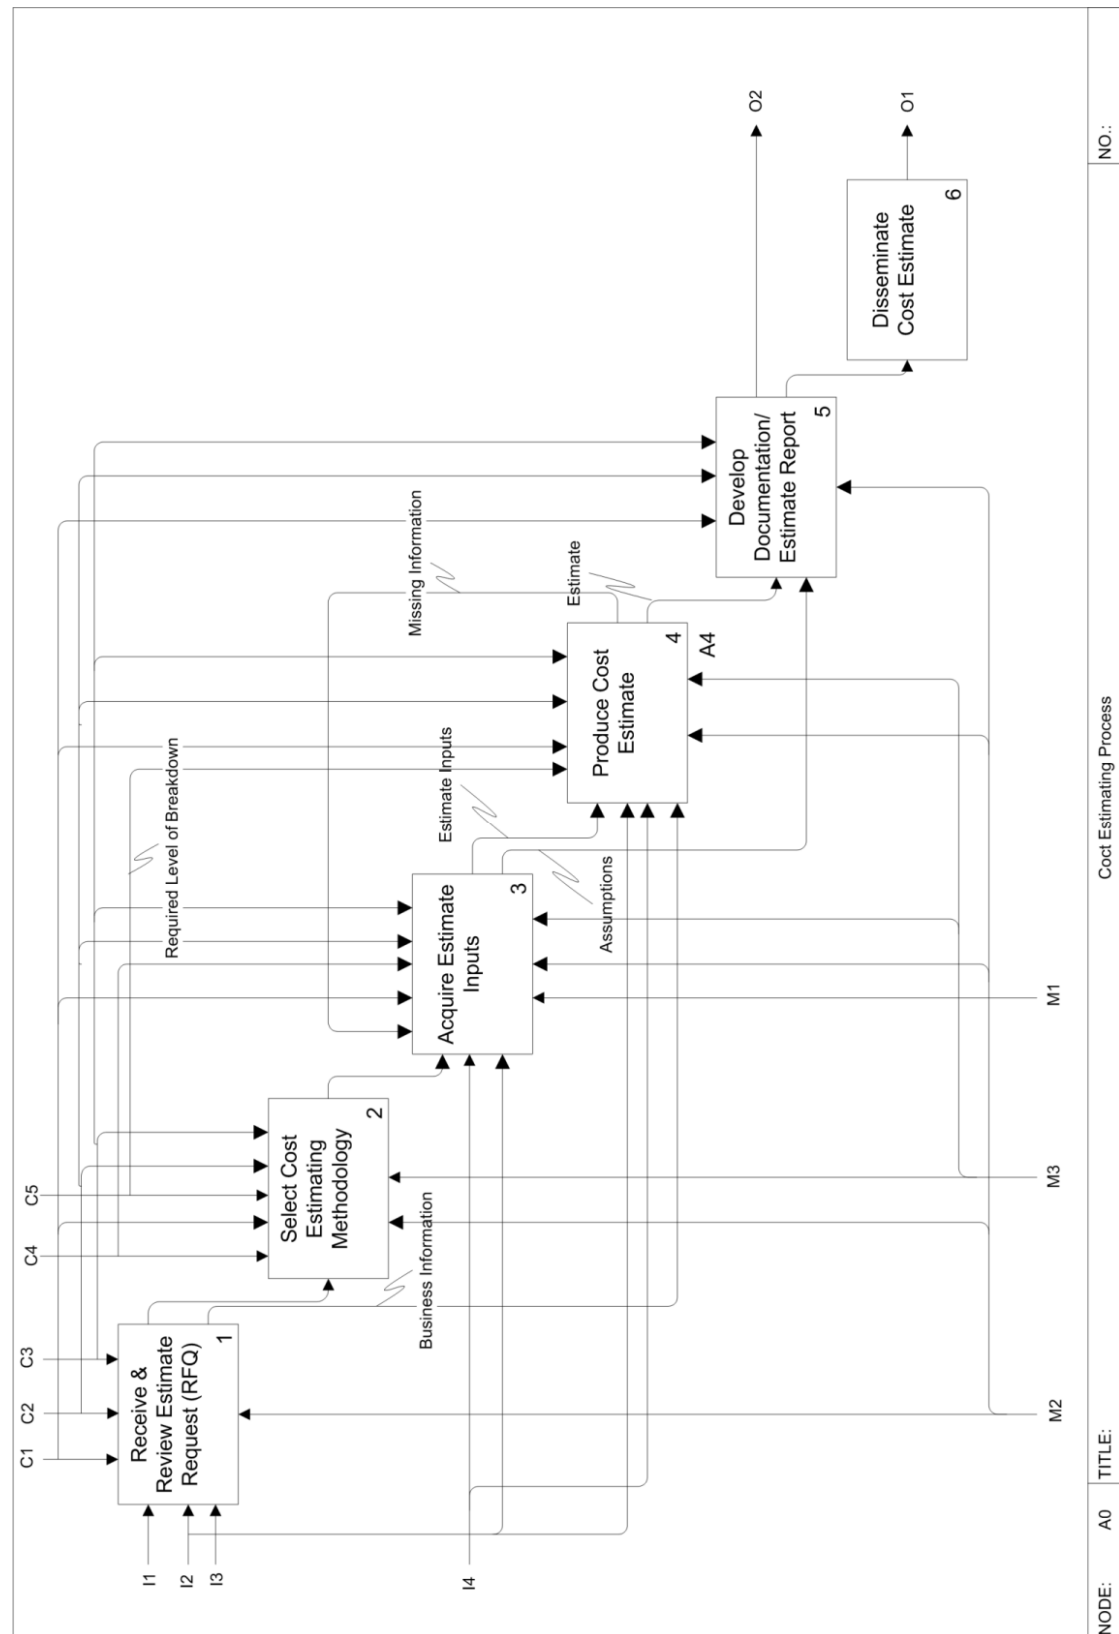 C1
C2
C3
C4
C5
I1
I2
I3
I4
Receive &
Review Estimate
Request (RFQ)
1
Select Cost
Estimating
Methodology
2
Business Information
Required Level of Breakdown
Acquire Estimate
Inputs
3
Estimate Inputs
Assumptions
Missing Information
Produce Cost
Estimate
4
A4
Estimate
Develop
Documentation/
Estimate Report
5
Disseminate
Cost Estimate
6
O2
O1
M2
M3
M1
NODE:
A0
TITLE:
Coct Estimating Process
NO.: